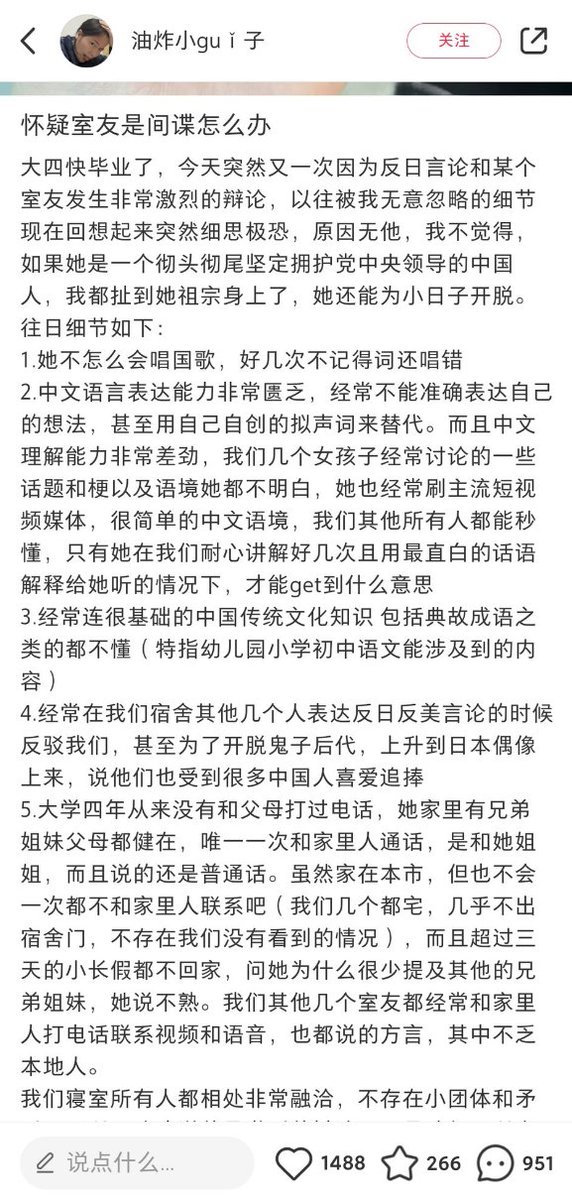 油炸小guǐ子
关注
怀疑室友是间谍怎么办
大四快毕业了，今天突然又一次因为反日言论和某个
室友发生非常激烈的辩论，以往被我无意忽略的细节
现在回想起来突然细思极恐，原因无他，我不觉得，
如果她是一个彻头彻尾坚定拥护党中央领导的中国
人，我都扯到她祖宗身上了，她还能为小日子开脱。
往日细节如下：
1.她不怎么会唱国歌，好几次不记得词还唱错
2.中文语言表达能力非常匮乏，经常不能准确表达自己
的想法，甚至用自己自创的拟声词来替代。而且中文
理解能力非常差劲，我们几个女孩子经常讨论的一些
话题和梗以及语境她都不明白，她也经常刷主流短视
频媒体，很简单的中文语境，我们其他所有人都能秒
懂，只有她在我们耐心讲解好几次且用最直白的话语
解释给她听的情况下，才能get到什么意思
3.经常连很基础的中国传统文化知识 包括典故成语之
类的都不懂（特指幼儿园小学初中语文能涉及到的内
容）
4.经常在我们宿舍其他几个人表达反日反美言论的时候
反驳我们，甚至为了开脱鬼子后代，上升到日本偶像
上来，说他们也受到很多中国人喜爱追捧
5.大学四年从来没有和父母打过电话，她家里有兄弟
姐妹父母都健在，唯一一次和家里人通话，是和她姐
姐，而且说的还是普通话。虽然家在本市，但也不会
一次都不和家里人联系吧（我们几个都宅，几乎不出
宿舍门，不存在我们没有看到的情况），而且超过三
天的小长假都不回家，问她为什么很少提及其他的兄
弟姐妹，她说不熟。我们其他几个室友都经常和家里
人打电话联系视频和语音，也都说的方言，其中不乏
本地人。
我们寝室所有人都相处非常融洽，不存在小团体和矛
说点什么...
1488
266
951